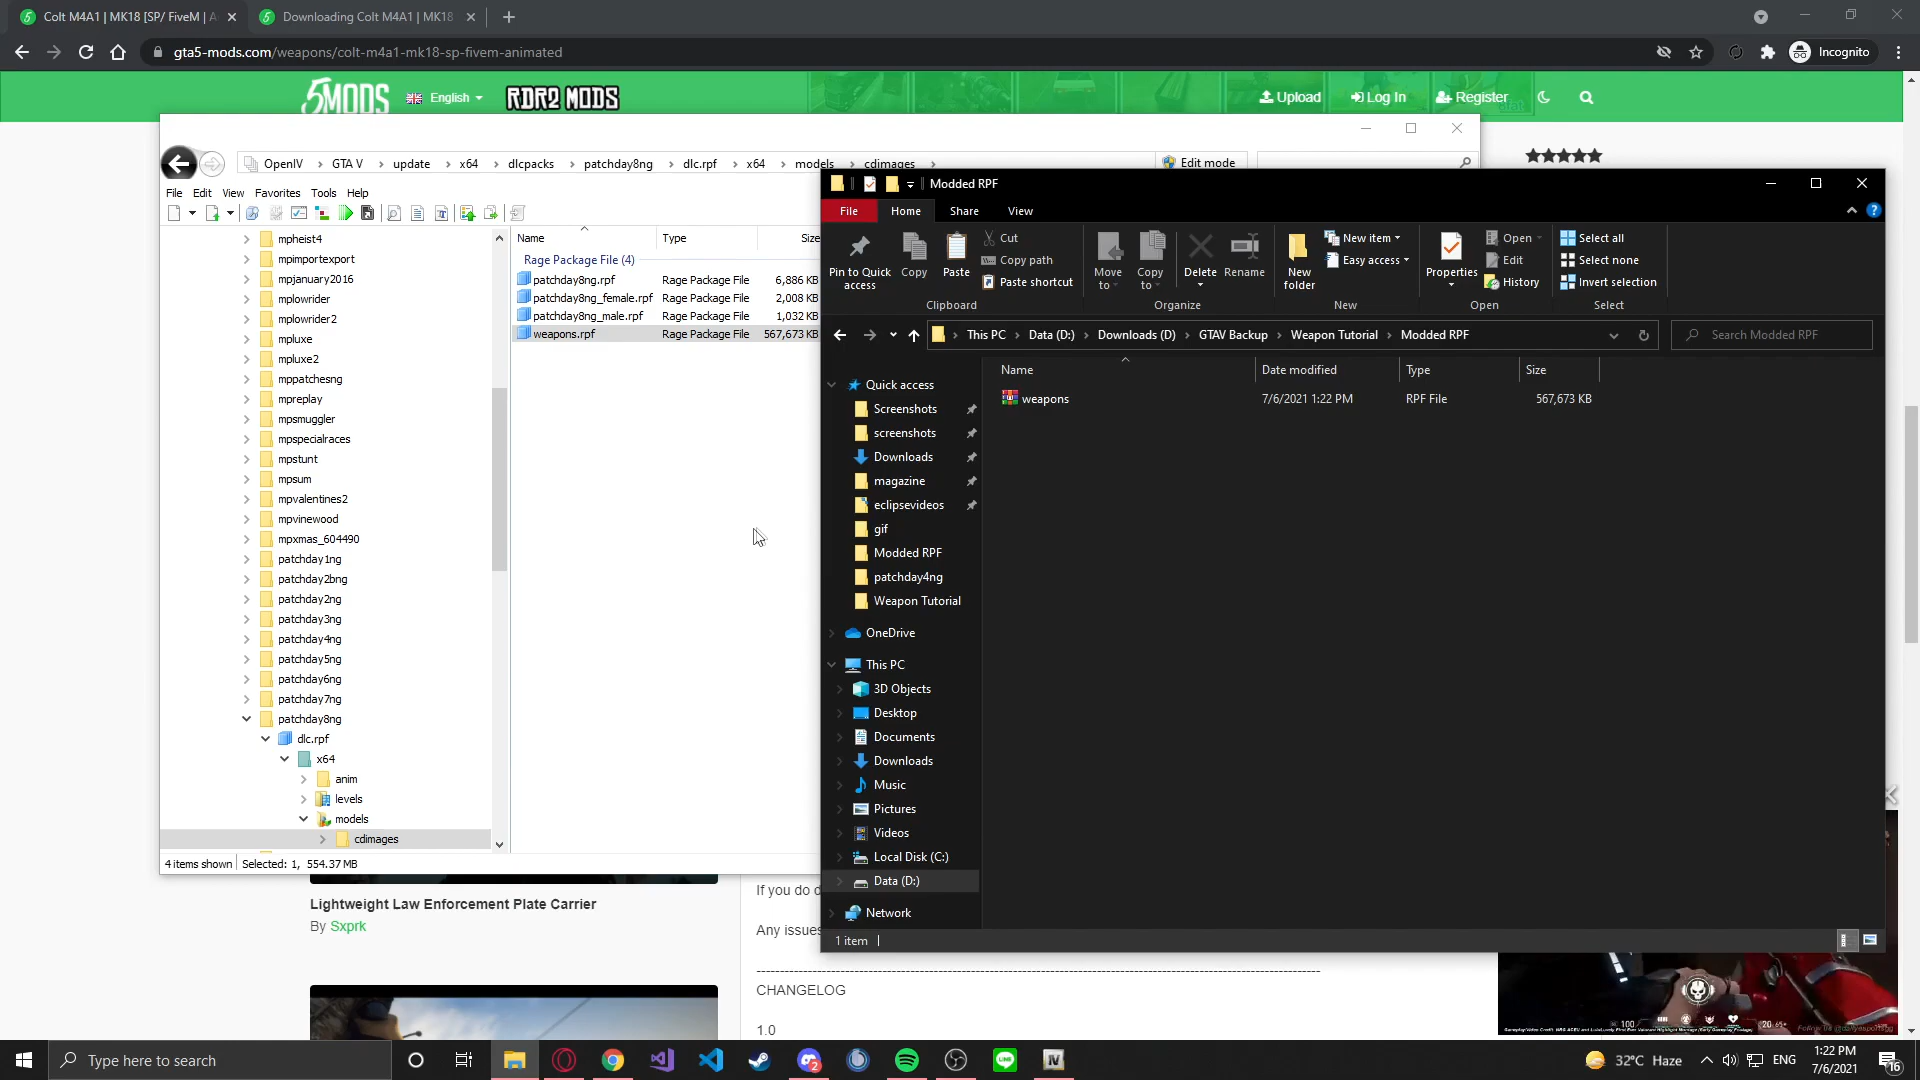 Colt M4A1 | MK18 [SP/ FiveM | A
Downloading Colt M4A1 | MK18
gta5-mods.com/weapons/colt-m4a1-mk18-sp-fivem-animated
Incognito
5MODS
English
RDR2 MODS
Upload
Log In
Register
OpenIV
GTA V
update
x64
dlcpacks
patchday8ng
dlc.rpf
x64
models
cdimages
Edit mode
File
Edit
View
Favorites
Tools
Help
mpheist4
mpimportexport
mpjanuary2016
mplowrider
mplowrider2
mpluxe
mpluxe2
mppatchesng
mpreplay
mpsmuggler
mpspecialraces
mpstunt
mpsum
mpvalentines2
mpvinewood
mpxmas_604490
patchday1ng
patchday2bng
patchday2ng
patchday3ng
patchday4ng
patchday5ng
patchday6ng
patchday7ng
patchday8ng
dlc.rpf
x64
anim
levels
models
cdimages
Name
Type
Size
Rage Package File (4)
patchday8ng.rpf Rage Package File 6,886 KB
patchday8ng_female.rpf Rage Package File 2,008 KB
patchday8ng_male.rpf Rage Package File 1,032 KB
weapons.rpf Rage Package File 567,673 KB
4 items shown
Selected: 1, 554.37 MB
Modded RPF
File
Home
Share
View
Pin to Quick access
Copy
Paste
Cut
Copy path
Paste shortcut
Clipboard
Move to
Copy to
Delete
Rename
Organize
New folder
New item
Easy access
New
Properties
Open
Edit
History
Open
Select all
Select none
Invert selection
Select
This PC
Data (D:)
Downloads (D)
GTAV Backup
Weapon Tutorial
Modded RPF
Search Modded RPF
Name
Date modified
Type
Size
weapons 7/6/2021 1:22 PM RPF File 567,673 KB
Quick access
Screenshots
screenshots
Downloads
magazine
eclipsevideos
gif
Modded RPF
patchday4ng
Weapon Tutorial
OneDrive
This PC
3D Objects
Desktop
Documents
Downloads
Music
Pictures
Videos
Local Disk (C:)
Data (D:)
Network
1 item
Lightweight Law Enforcement Plate Carrier
By Sxprk
If you do d
Any issues
CHANGELOG
1.0
100
20
Type here to search
32°C Haze
ENG
1:22 PM
7/6/2021
16